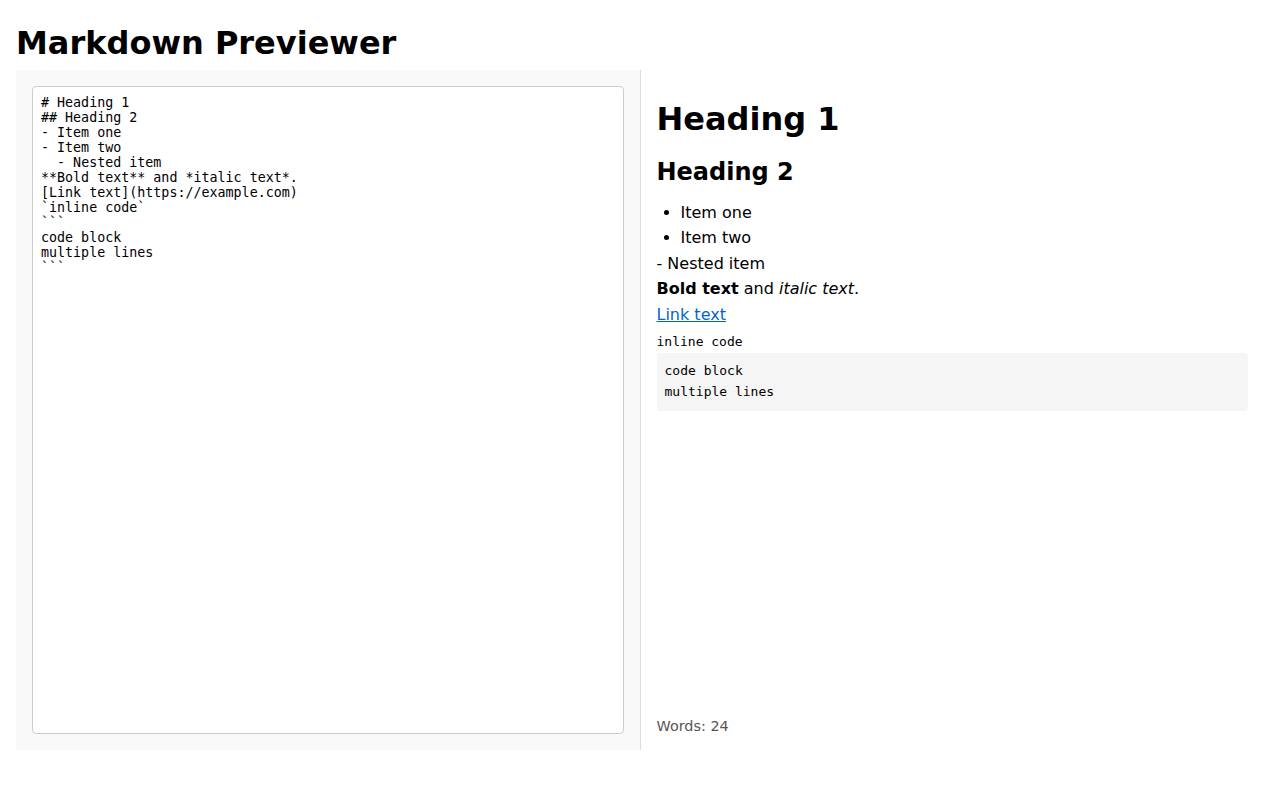 Markdown Previewer
# Heading 1
## Heading 2
- Item one
- Item two
  - Nested item
**Bold text** and *italic text*.
[Link text](https://example.com)
`inline code`
```
code block
multiple lines
```
Heading 1
Heading 2
• Item one
• Item two
- Nested item
Bold text and italic text.
Link text
inline code
code block
multiple lines
Words: 24